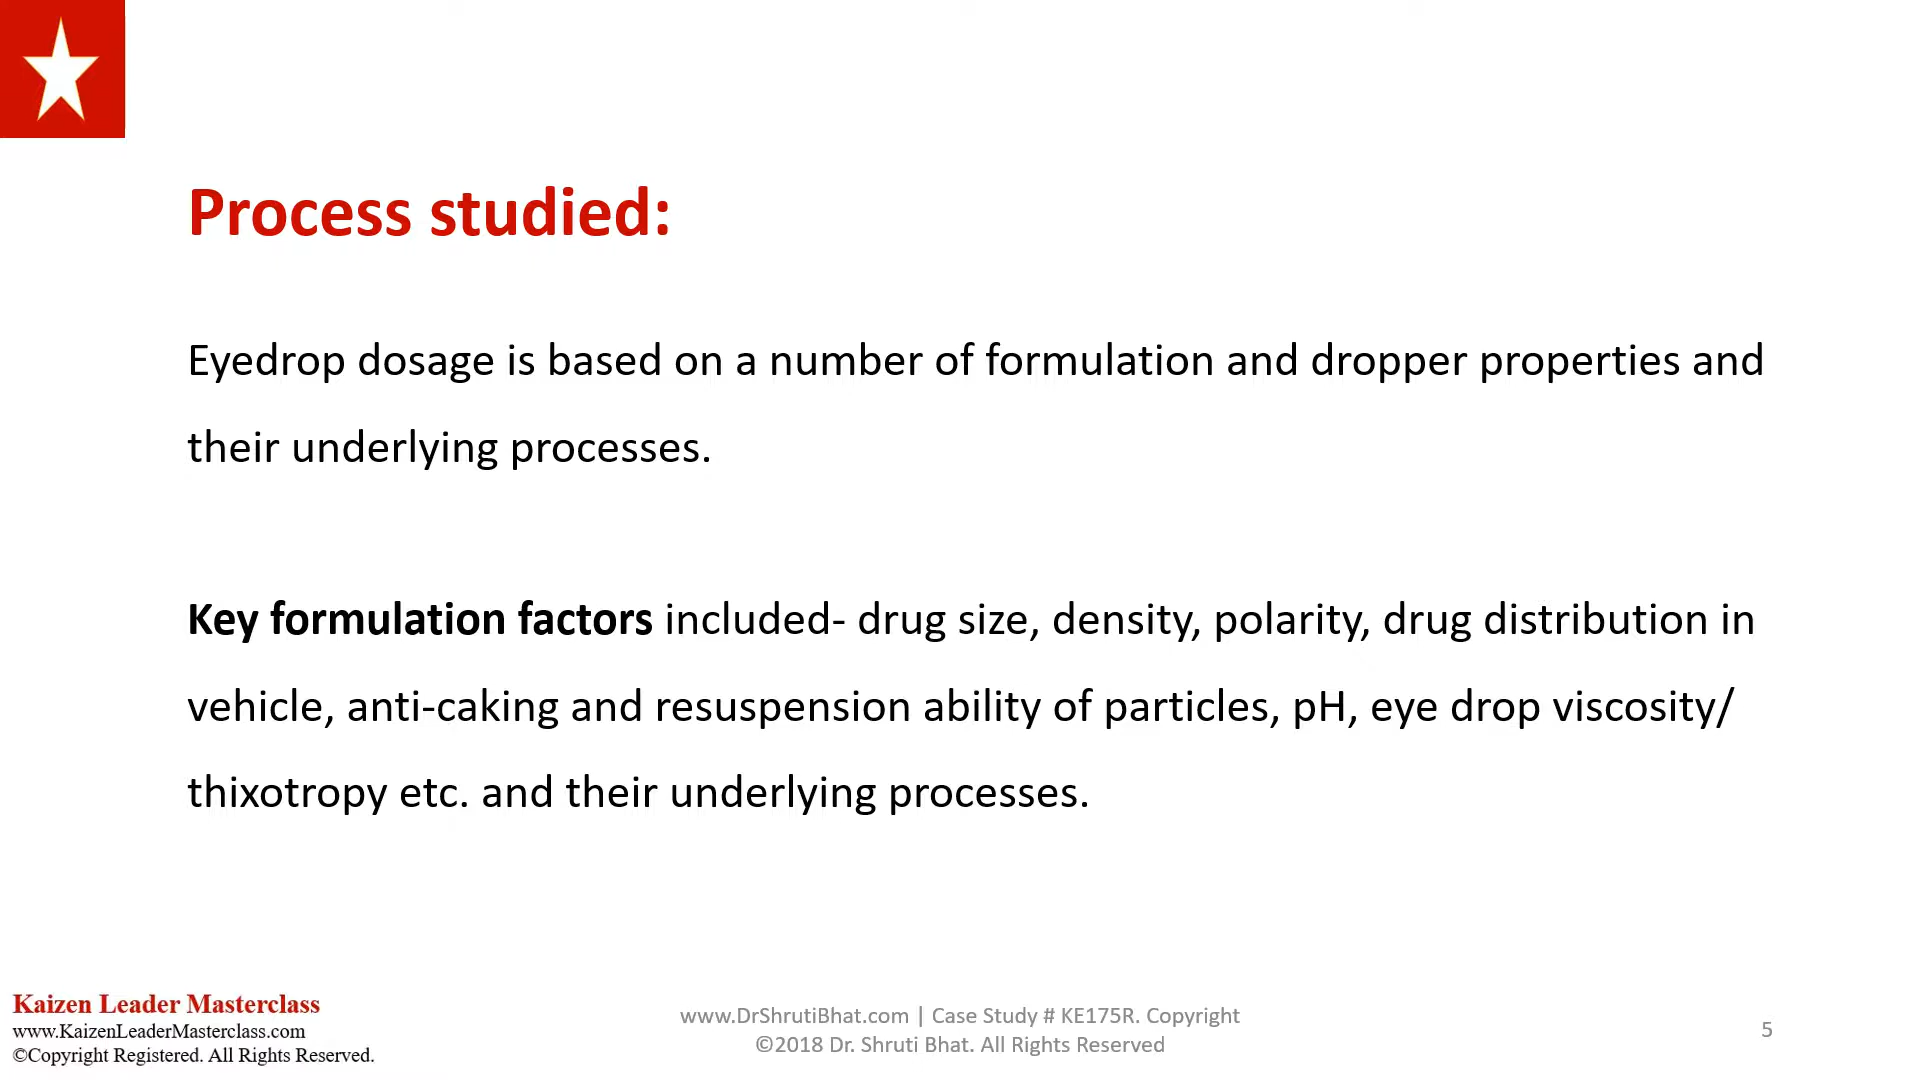 Process studied:
Eyedrop dosage is based on a number of formulation and dropper properties and
their underlying processes.
Key formulation factors included- drug size, density, polarity, drug distribution in
vehicle, anti-caking and resuspension ability of particles, pH, eye drop viscosity/
thixotropy etc. and their underlying processes.
Kaizen Leader Masterclass
www.KaizenLeaderMasterclass.com
©Copyright Registered. All Rights Reserved.
www.DrShrutiBhat.com | Case Study # KE175R. Copyright
©2018 Dr. Shruti Bhat. All Rights Reserved
5